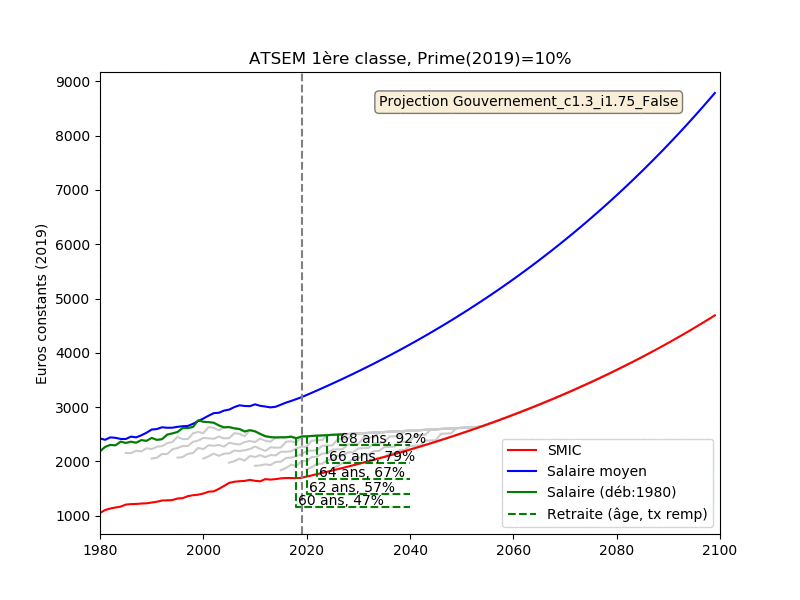 ATSEM 1ère classe, Prime(2019)=10%
Projection Gouvernement_c1.3_i1.75_False
Euros constants (2019)
9000
8000
7000
6000
5000
4000
3000
2000
1000
68 ans, 92%
66 ans, 79%
64 ans, 67%
62 ans, 57%
60 ans, 47%
SMIC
Salaire moyen
Salaire (déb:1980)
Retraite (âge, tx remp)
1980 2000 2020 2040 2060 2080 2100